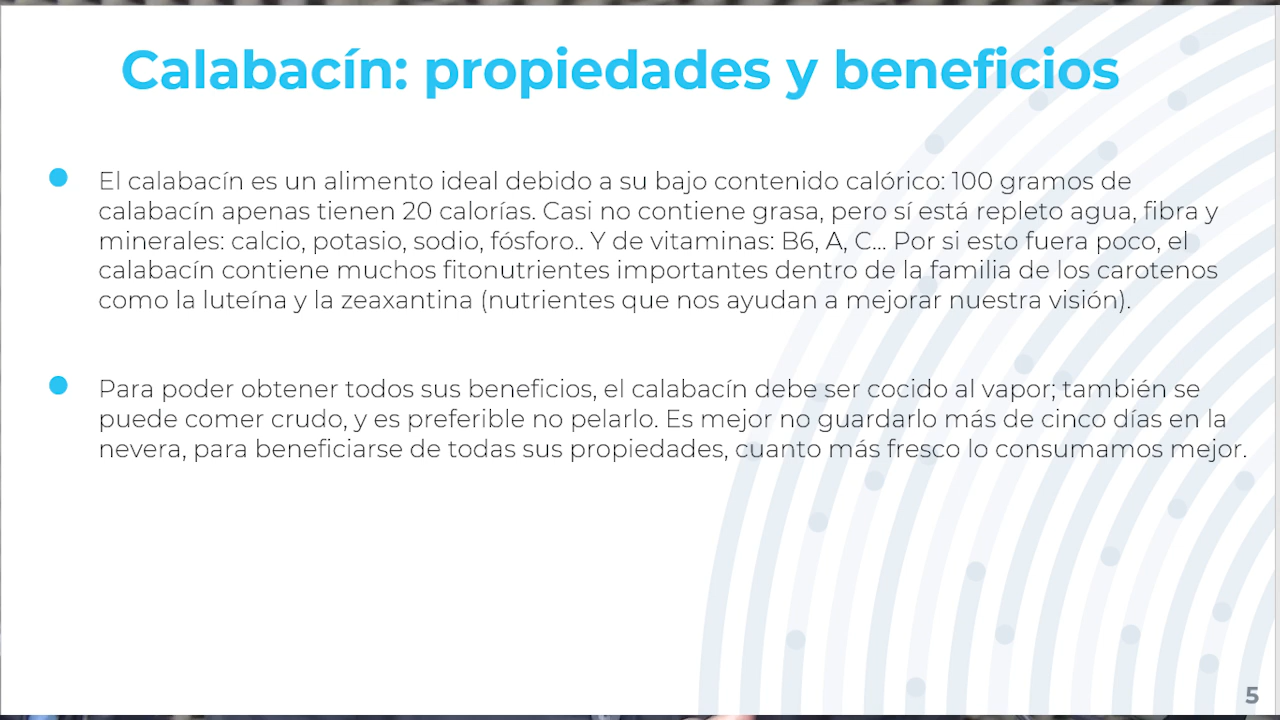 Calabacín: propiedades y beneficios
El calabacín es un alimento ideal debido a su bajo contenido calórico: 100 gramos de
calabacín apenas tienen 20 calorías. Casi no contiene grasa, pero sí está repleto agua, fibra y
minerales: calcio, potasio, sodio, fósforo.. Y de vitaminas: B6, A, C... Por si esto fuera poco, el
calabacín contiene muchos fitonutrientes importantes dentro de la familia de los carotenos
como la luteína y la zeaxantina (nutrientes que nos ayudan a mejorar nuestra visión).
Para poder obtener todos sus beneficios, el calabacín debe ser cocido al vapor; también se
puede comer crudo, y es preferible no pelarlo. Es mejor no guardarlo más de cinco días en la
nevera, para beneficiarse de todas sus propiedades, cuanto más fresco lo consumamos mejor.
5